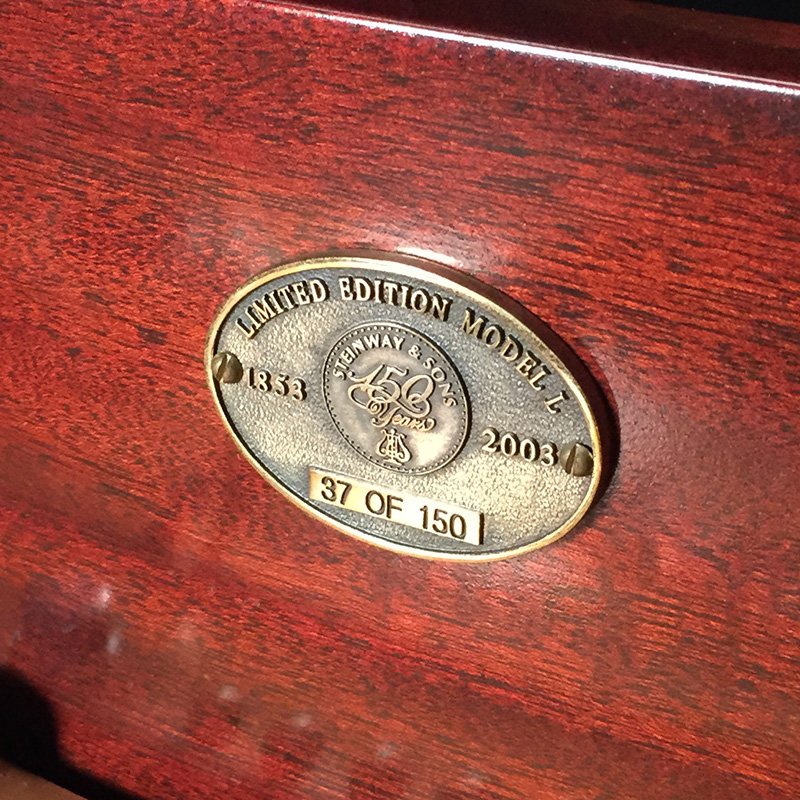 LIMITED EDITION MODEL L
STEINWAY & SONS
150
Years
1853
2003
37 OF 150